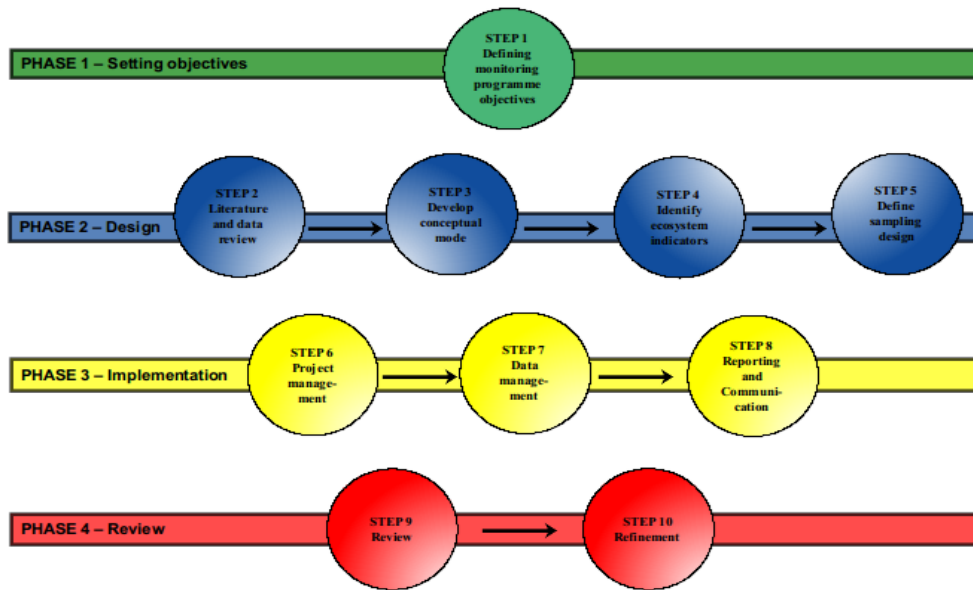 PHASE 1 – Setting objectives
STEP 1
Defining
monitoring
programme
objectives
PHASE 2 – Design
STEP 2
Literature
and data
review
STEP 3
Develop
conceptual
mode
STEP 4
Identify
ecosystem
indicators
STEP 5
Define
sampling
design
PHASE 3 – Implementation
STEP 6
Project
manage-
ment
STEP 7
Data
manage-
ment
STEP 8
Reporting
and
Communi-
cation
PHASE 4 – Review
STEP 9
Review
STEP 10
Refinement